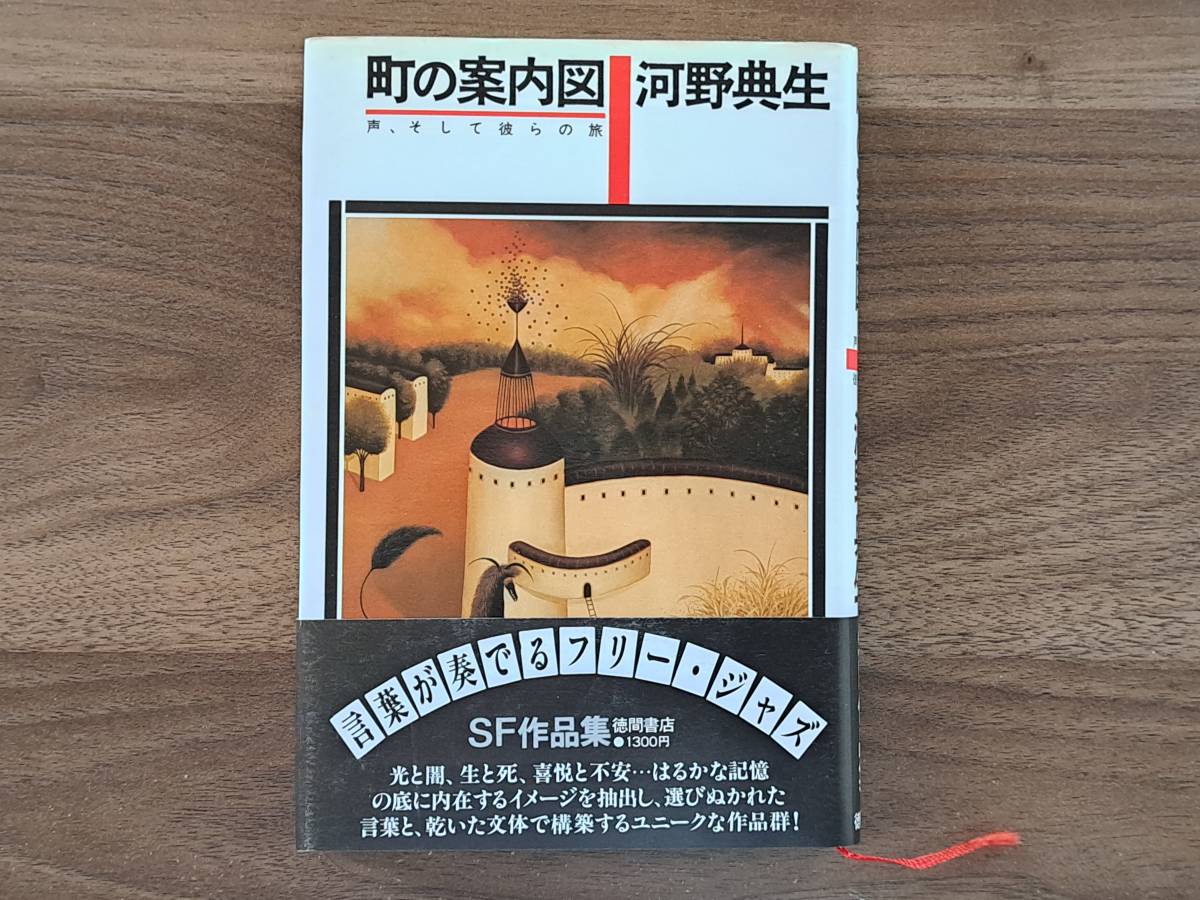 町の案内図
河野典生
声、そして彼らの旅
言葉が奏でるフリー・ジャズ
SF作品集 徳間書店
●1300円
光と闇、生と死、喜悦と不安…はるかな記憶
の底に内在するイメージを抽出し、選びぬかれた
言葉と、乾いた文体で構築するユニークな作品群!